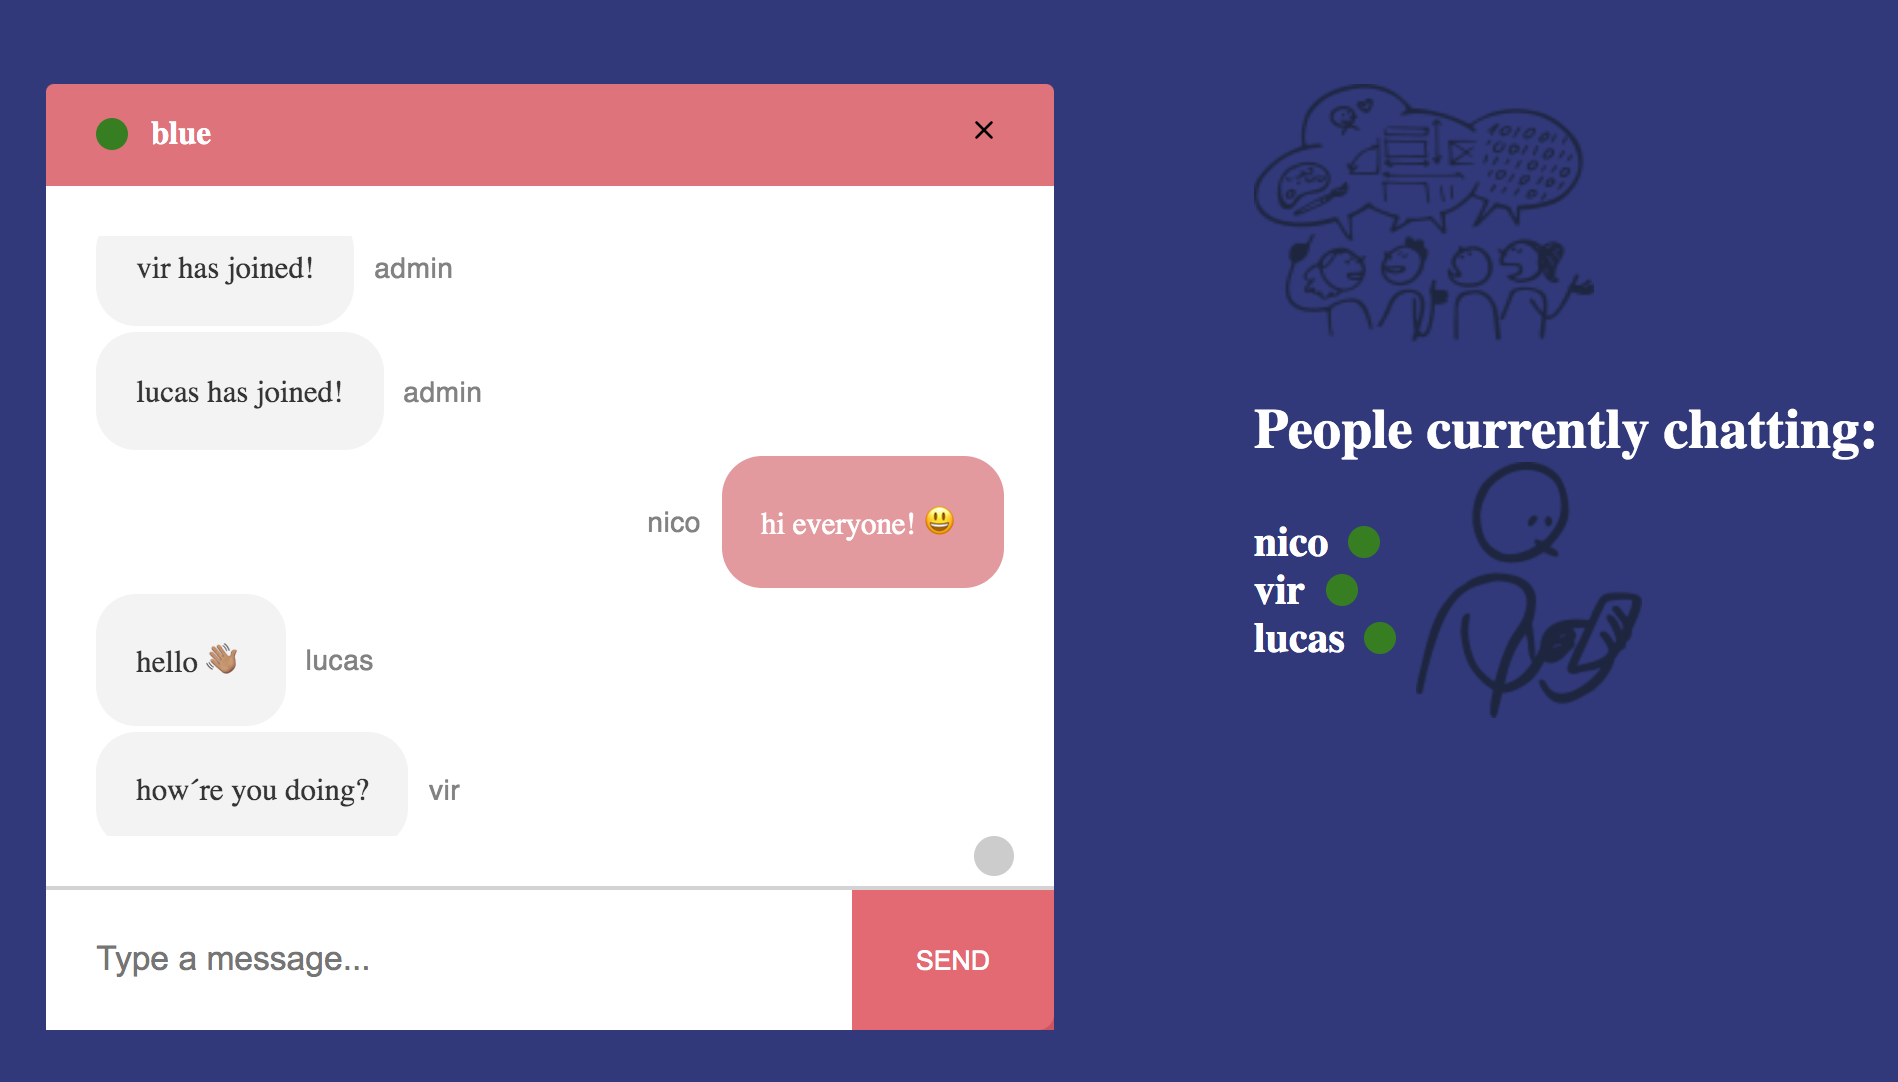 blue
vir has joined! admin
lucas has joined! admin
nico hi everyone! 😃
hello 👋🏽 lucas
how´re you doing? vir
Type a message...
SEND
People currently chatting:
nico
vir
lucas